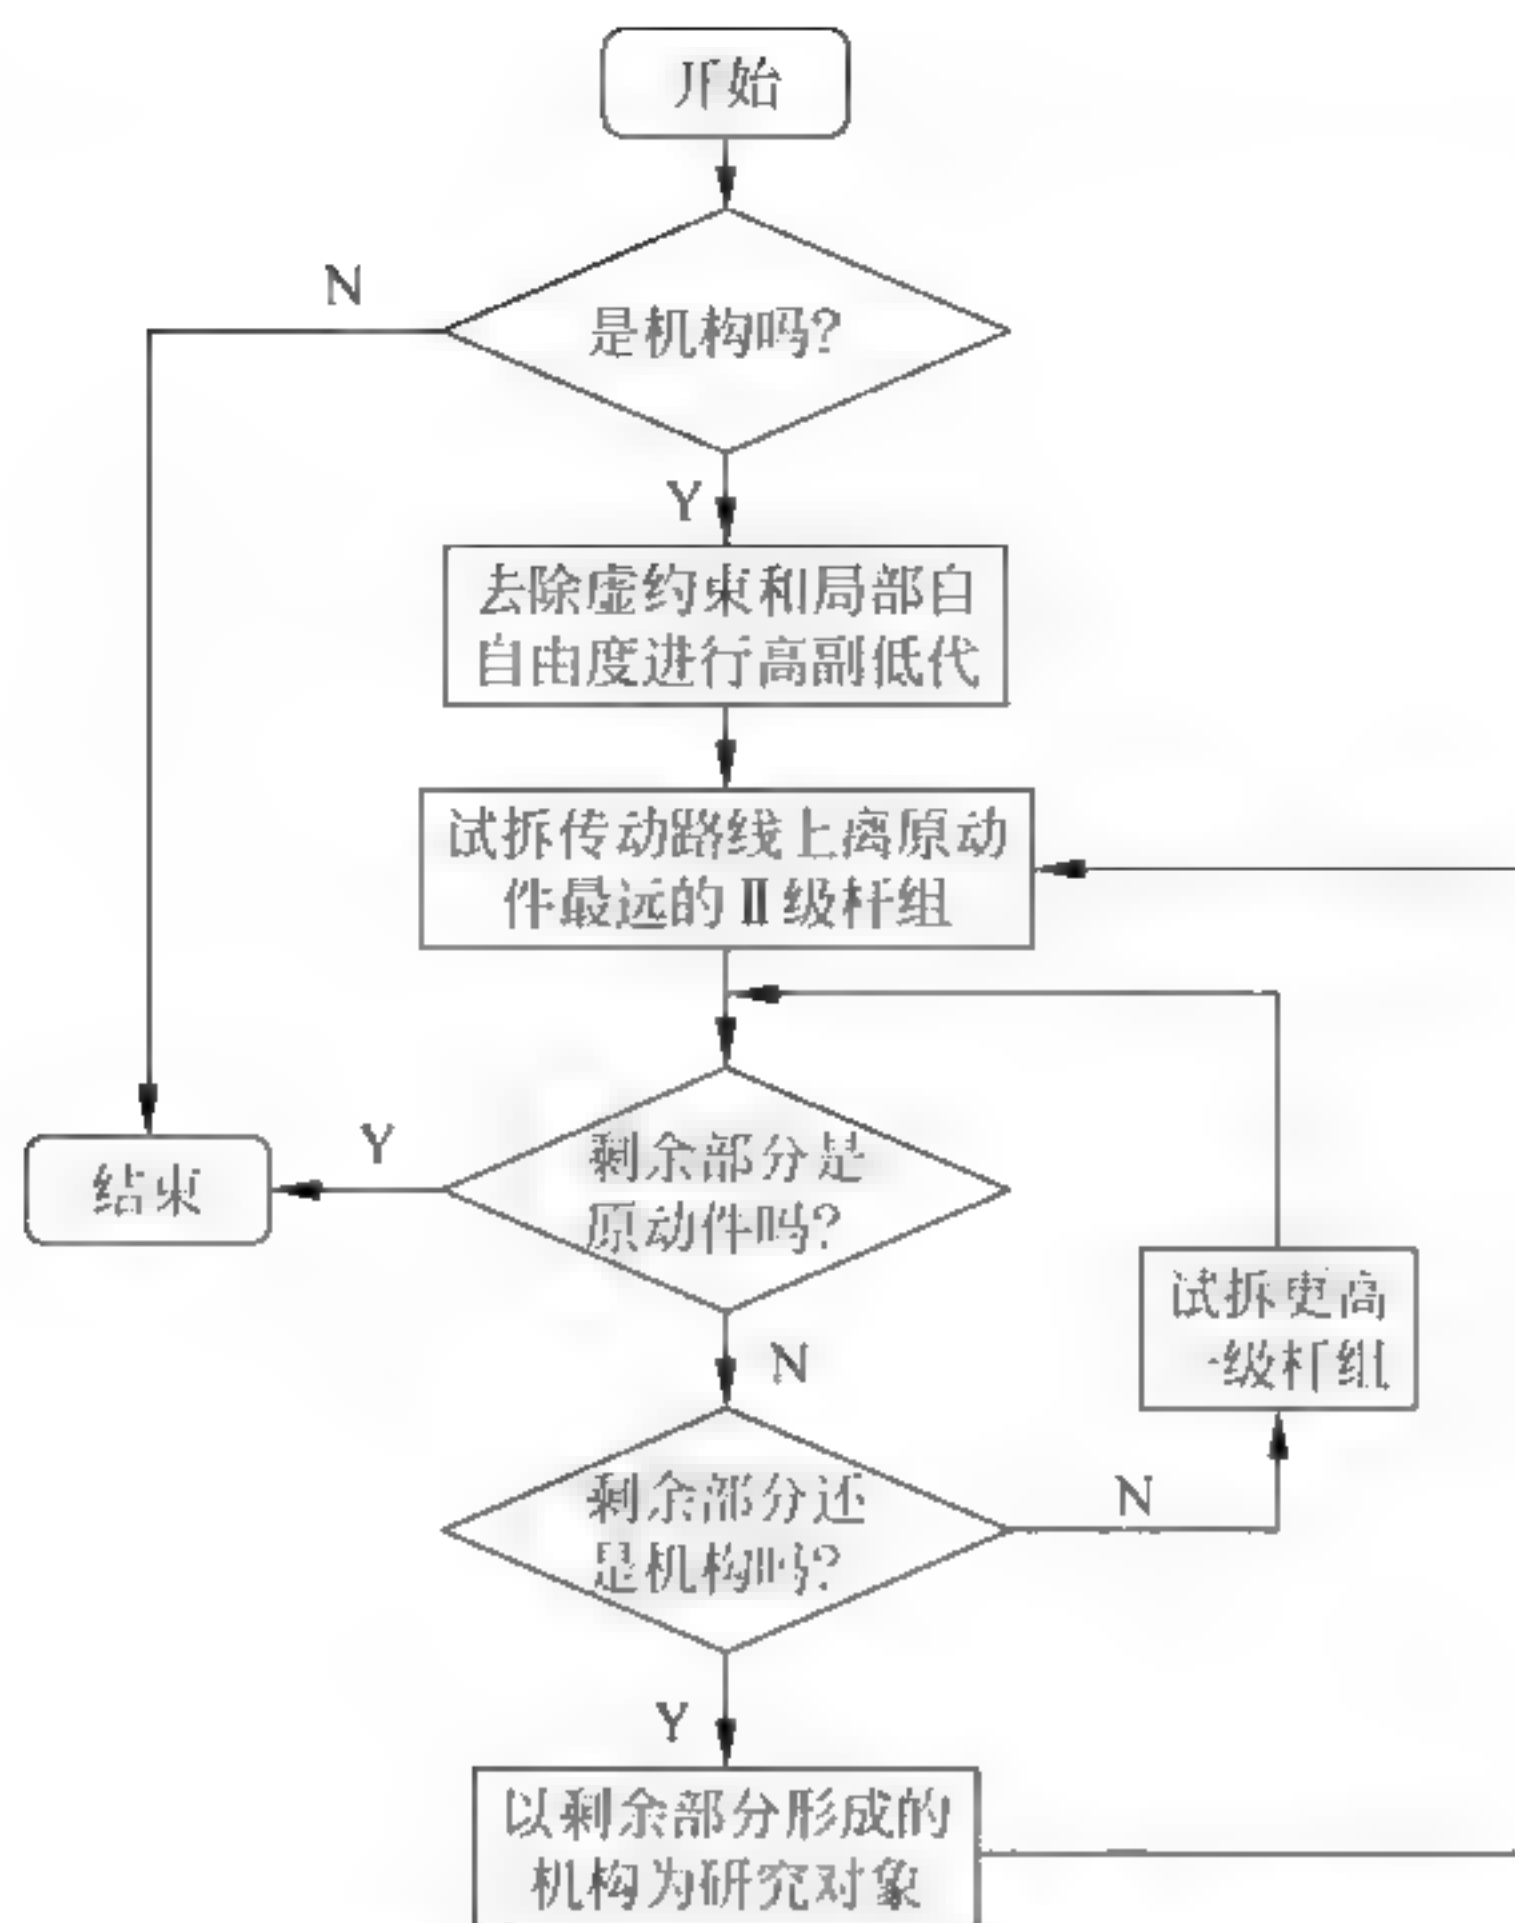 开始
N
是机构吗?
Y
去除虚约束和局部自
自由度进行高副低代
试拆传动路线上离原动
件最远的Ⅱ级杆组
Y
剩余部分是
原动件吗?
结束
N
试拆更高
一级杆组
剩余部分还
是机构吗?
N
Y
以剩余部分形成的
机构为研究对象